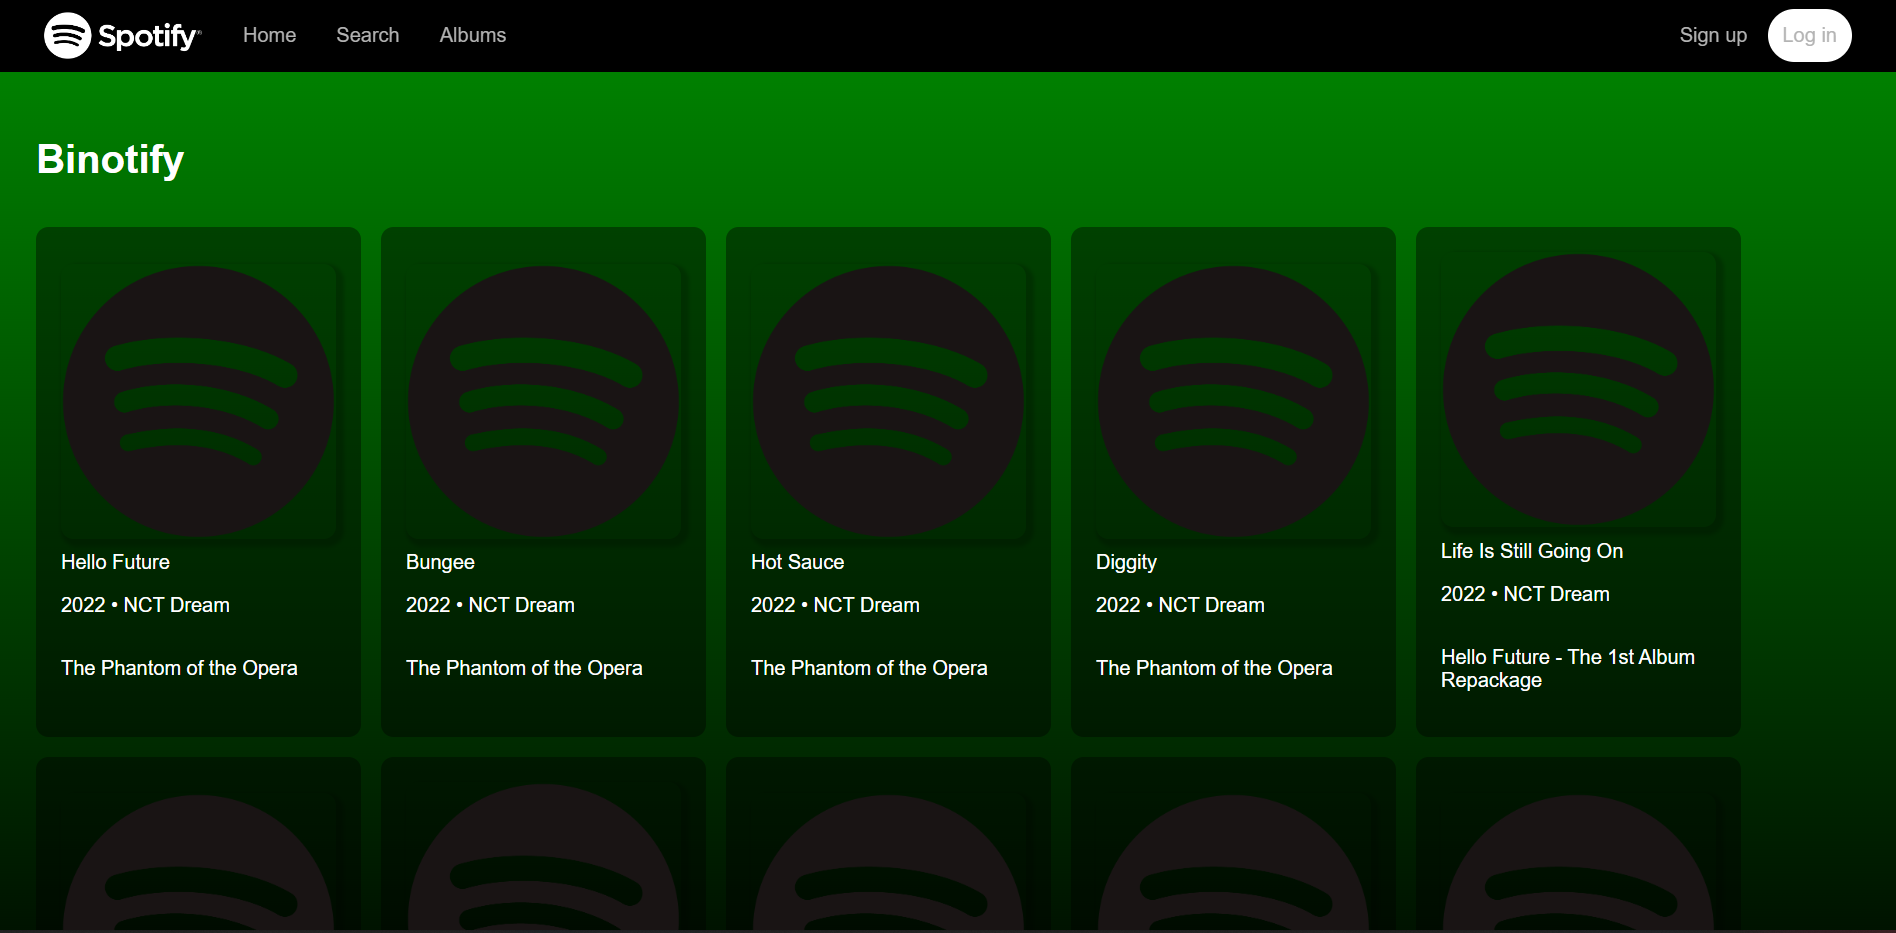 Spotify Home Search Albums Sign up Log in
Binotify
Hello Future
2022 • NCT Dream
The Phantom of the Opera
Bungee
2022 • NCT Dream
The Phantom of the Opera
Hot Sauce
2022 • NCT Dream
The Phantom of the Opera
Diggity
2022 • NCT Dream
The Phantom of the Opera
Life Is Still Going On
2022 • NCT Dream
Hello Future - The 1st Album
Repackage